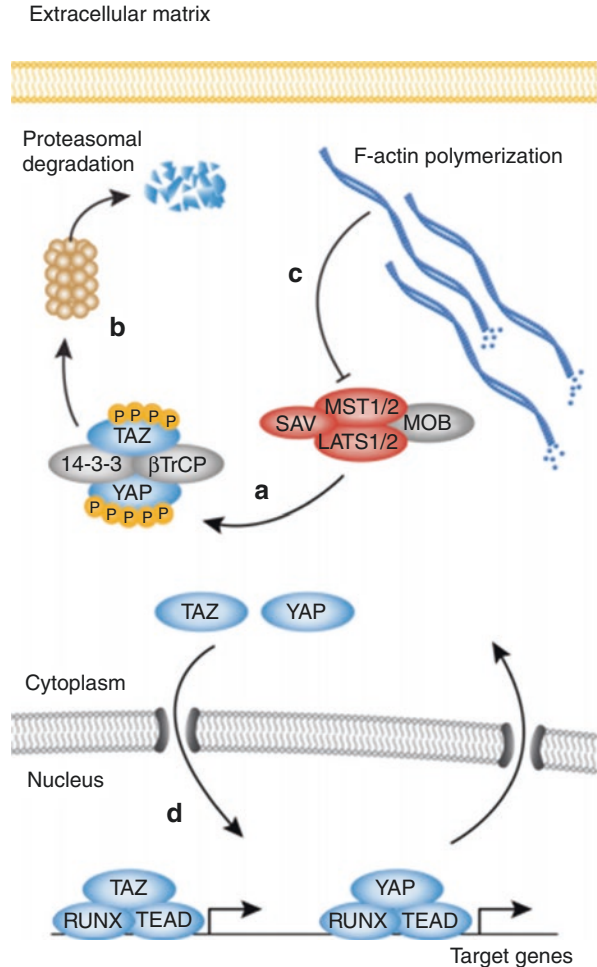 Extracellular matrix
Proteasomal
degradation
F-actin polymerization
c
b
P P P P
TAZ
14-3-3 βTrCP
YAP
P P P P P
MST1/2
SAV MOB
LATS1/2
a
TAZ YAP
Cytoplasm
Nucleus
d
TAZ YAP
RUNX TEAD RUNX TEAD
Target genes